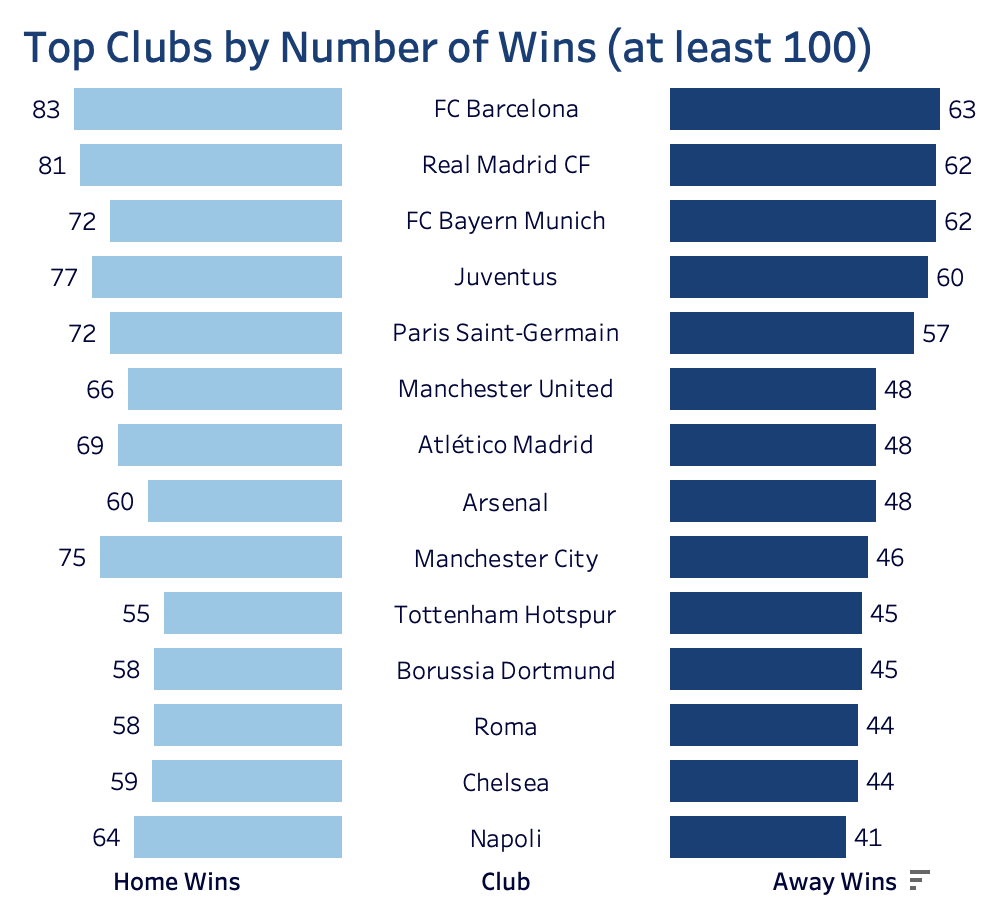 Top Clubs by Number of Wins (at least 100)
83 FC Barcelona 63
81 Real Madrid CF 62
72 FC Bayern Munich 62
77 Juventus 60
72 Paris Saint-Germain 57
66 Manchester United 48
69 Atlético Madrid 48
60 Arsenal 48
75 Manchester City 46
55 Tottenham Hotspur 45
58 Borussia Dortmund 45
58 Roma 44
59 Chelsea 44
64 Napoli 41
Home Wins Club Away Wins